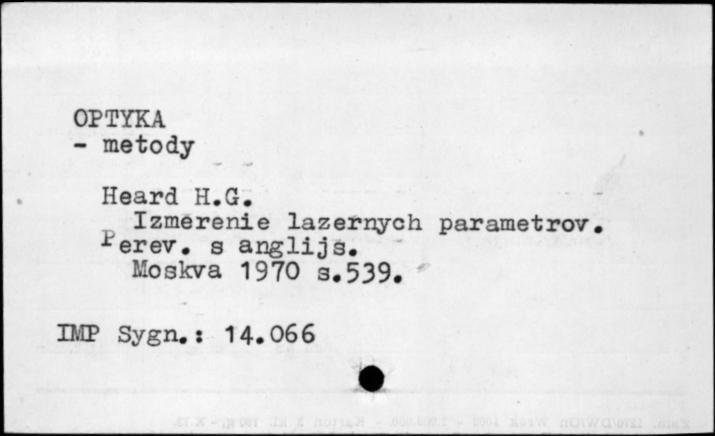 OPTYKA
- metody
Heard H.G.
Izmerenie lazernych parametrov.
Perev. s anglijs.
Moskva 1970 s.539.
IMP Sygn.: 14.066